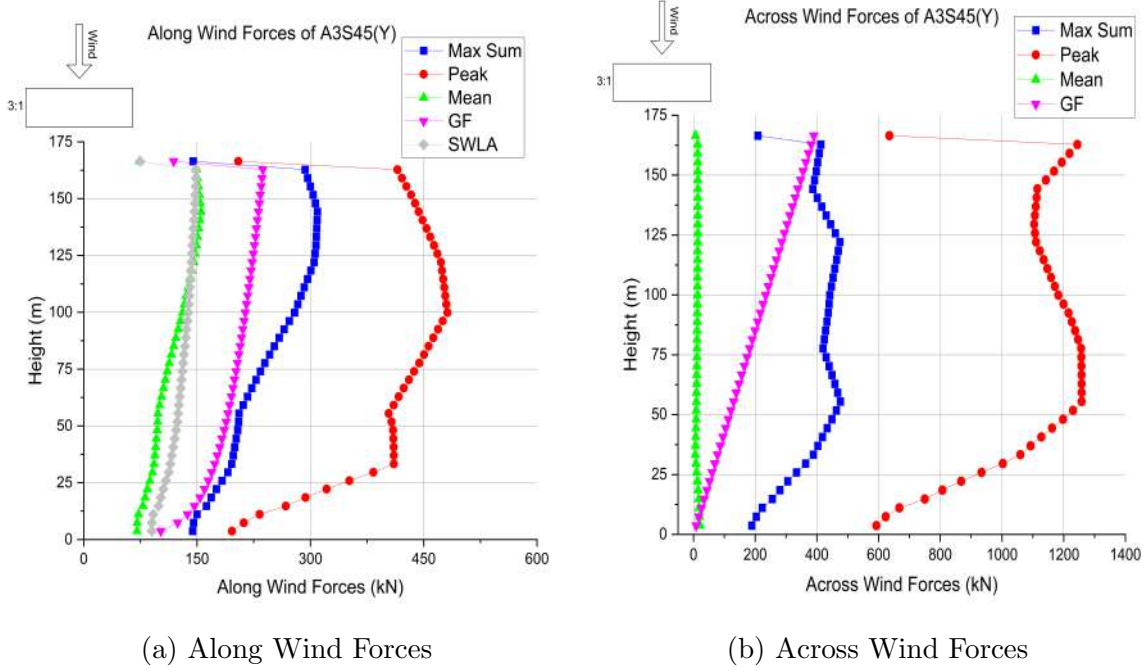 Wind
Along Wind Forces of A3S45(Y)
3:1
Max Sum
Peak
Mean
GF
SWLA
175
150
125
100
75
50
25
0
Height (m)
0 150 300 450 600
Along Wind Forces (kN)
(a) Along Wind Forces
Wind
Across Wind Forces of A3S45(Y)
3:1
Max Sum
Peak
Mean
GF
175
150
125
100
75
50
25
0
Height (m)
0 200 400 600 800 1000 1200 1400
Across Wind Forces (kN)
(b) Across Wind Forces